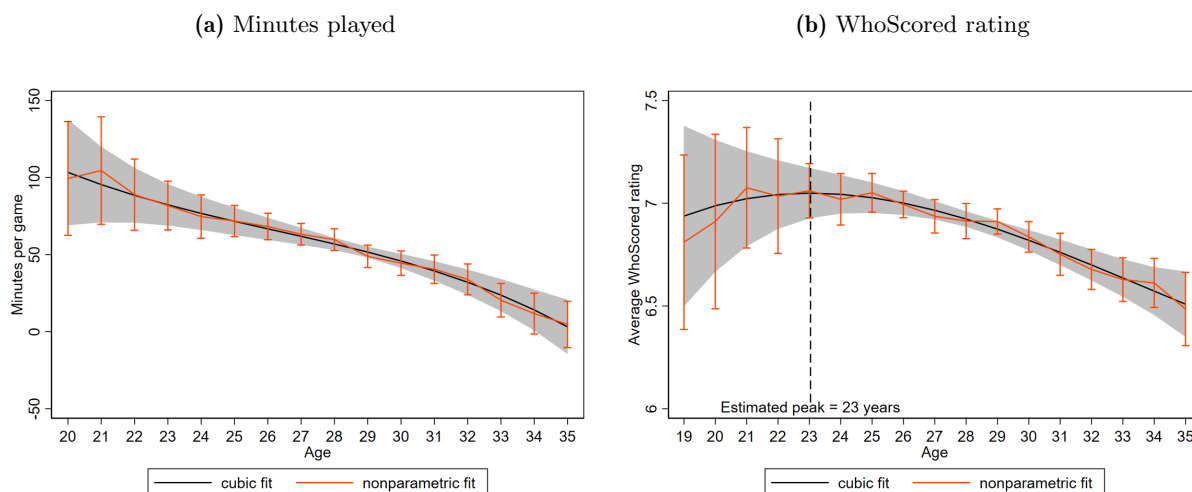 (a) Minutes played
150
100
50
0
-50
Minutes per game
20 21 22 23 24 25 26 27 28 29 30 31 32 33 34 35
Age
cubic fit
nonparametric fit
(b) WhoScored rating
7.5
7
6.5
6
Average WhoScored rating
Estimated peak = 23 years
19 20 21 22 23 24 25 26 27 28 29 30 31 32 33 34 35
Age
cubic fit
nonparametric fit